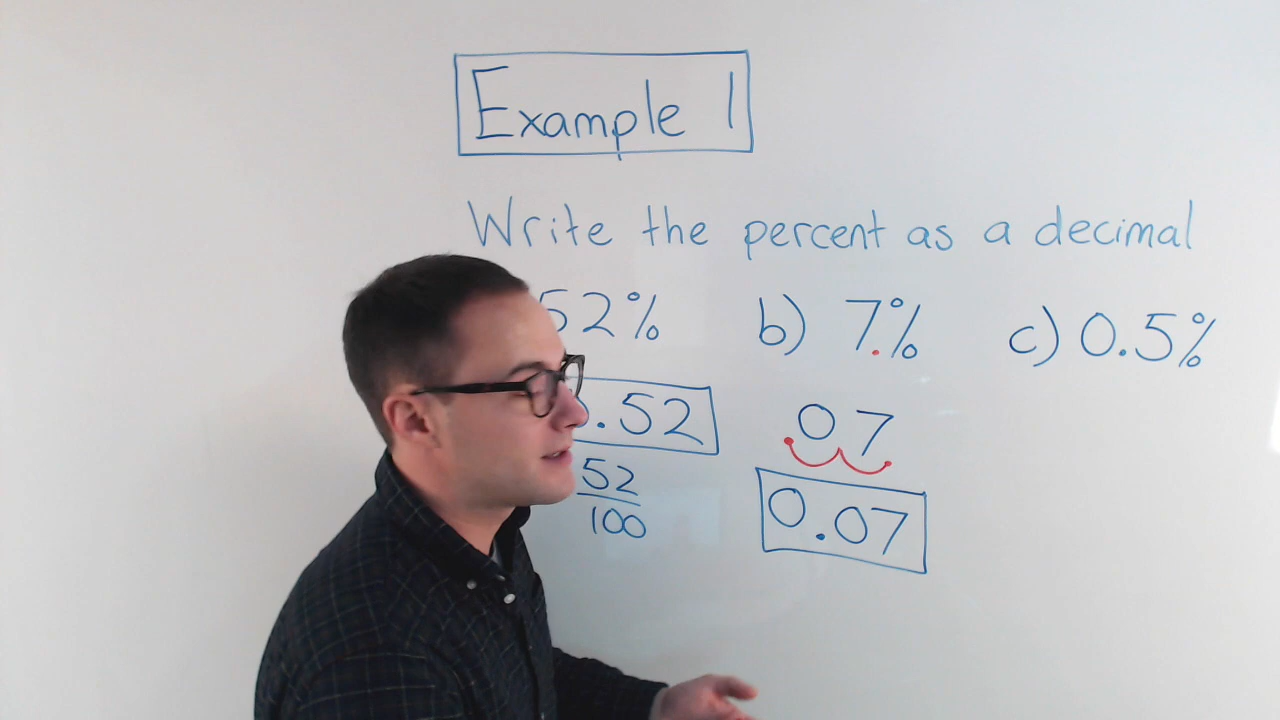 Example 1
Write the percent as a decimal
52% b) 7.% c) 0.5%
.52 07
52
100 0.07